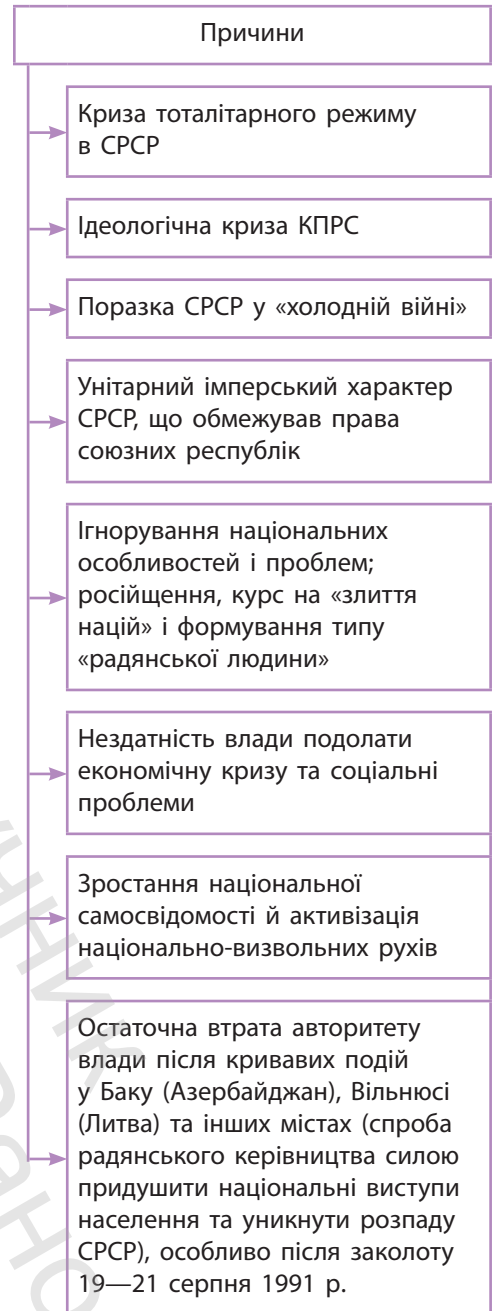 Причини
Криза тоталітарного режиму
в СРСР
Ідеологічна криза КПРС
Поразка СРСР у «холодній війні»
Унітарний імперський характер
СРСР, що обмежував права
союзних республік
Ігнорування національних
особливостей і проблем;
російщення, курс на «злиття
націй» і формування типу
«радянської людини»
Нездатність влади подолати
економічну кризу та соціальні
проблеми
Зростання національної
самосвідомості й активізація
національно-визвольних рухів
Остаточна втрата авторитету
влади після кривавих подій
у Баку (Азербайджан), Вільнюсі
(Литва) та інших містах (спроба
радянського керівництва силою
придушити національні виступи
населення та уникнути розпаду
СРСР), особливо після заколоту
19—21 серпня 1991 р.